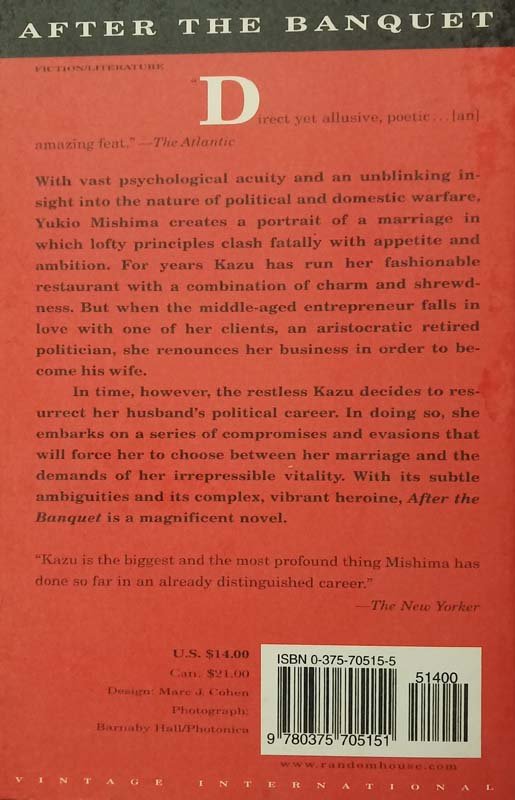 AFTER THE BANQUET
FICTION/LITERATURE
"Direct yet allusive, poetic . . . [an]
amazing feat." —The Atlantic
With vast psychological acuity and an unblinking in-
sight into the nature of political and domestic warfare,
Yukio Mishima creates a portrait of a marriage in
which lofty principles clash fatally with appetite and
ambition. For years Kazu has run her fashionable
restaurant with a combination of charm and shrewd-
ness. But when the middle-aged entrepreneur falls in
love with one of her clients, an aristocratic retired
politician, she renounces her business in order to be-
come his wife.
In time, however, the restless Kazu decides to res-
urrect her husband's political career. In doing so, she
embarks on a series of compromises and evasions that
will force her to choose between her marriage and the
demands of her irrepressible vitality. With its subtle
ambiguities and its complex, vibrant heroine, After the
Banquet is a magnificent novel.
"Kazu is the biggest and the most profound thing Mishima has
done so far in an already distinguished career."
—The New Yorker
U.S. $14.00
Can. $21.00
Design: Marc J. Cohen
Photograph:
Barnaby Hall/Photonica
ISBN 0-375-70515-5
51400
9 780375 705151
www.randomhouse.com
VINTAGE INTERNATIONAL